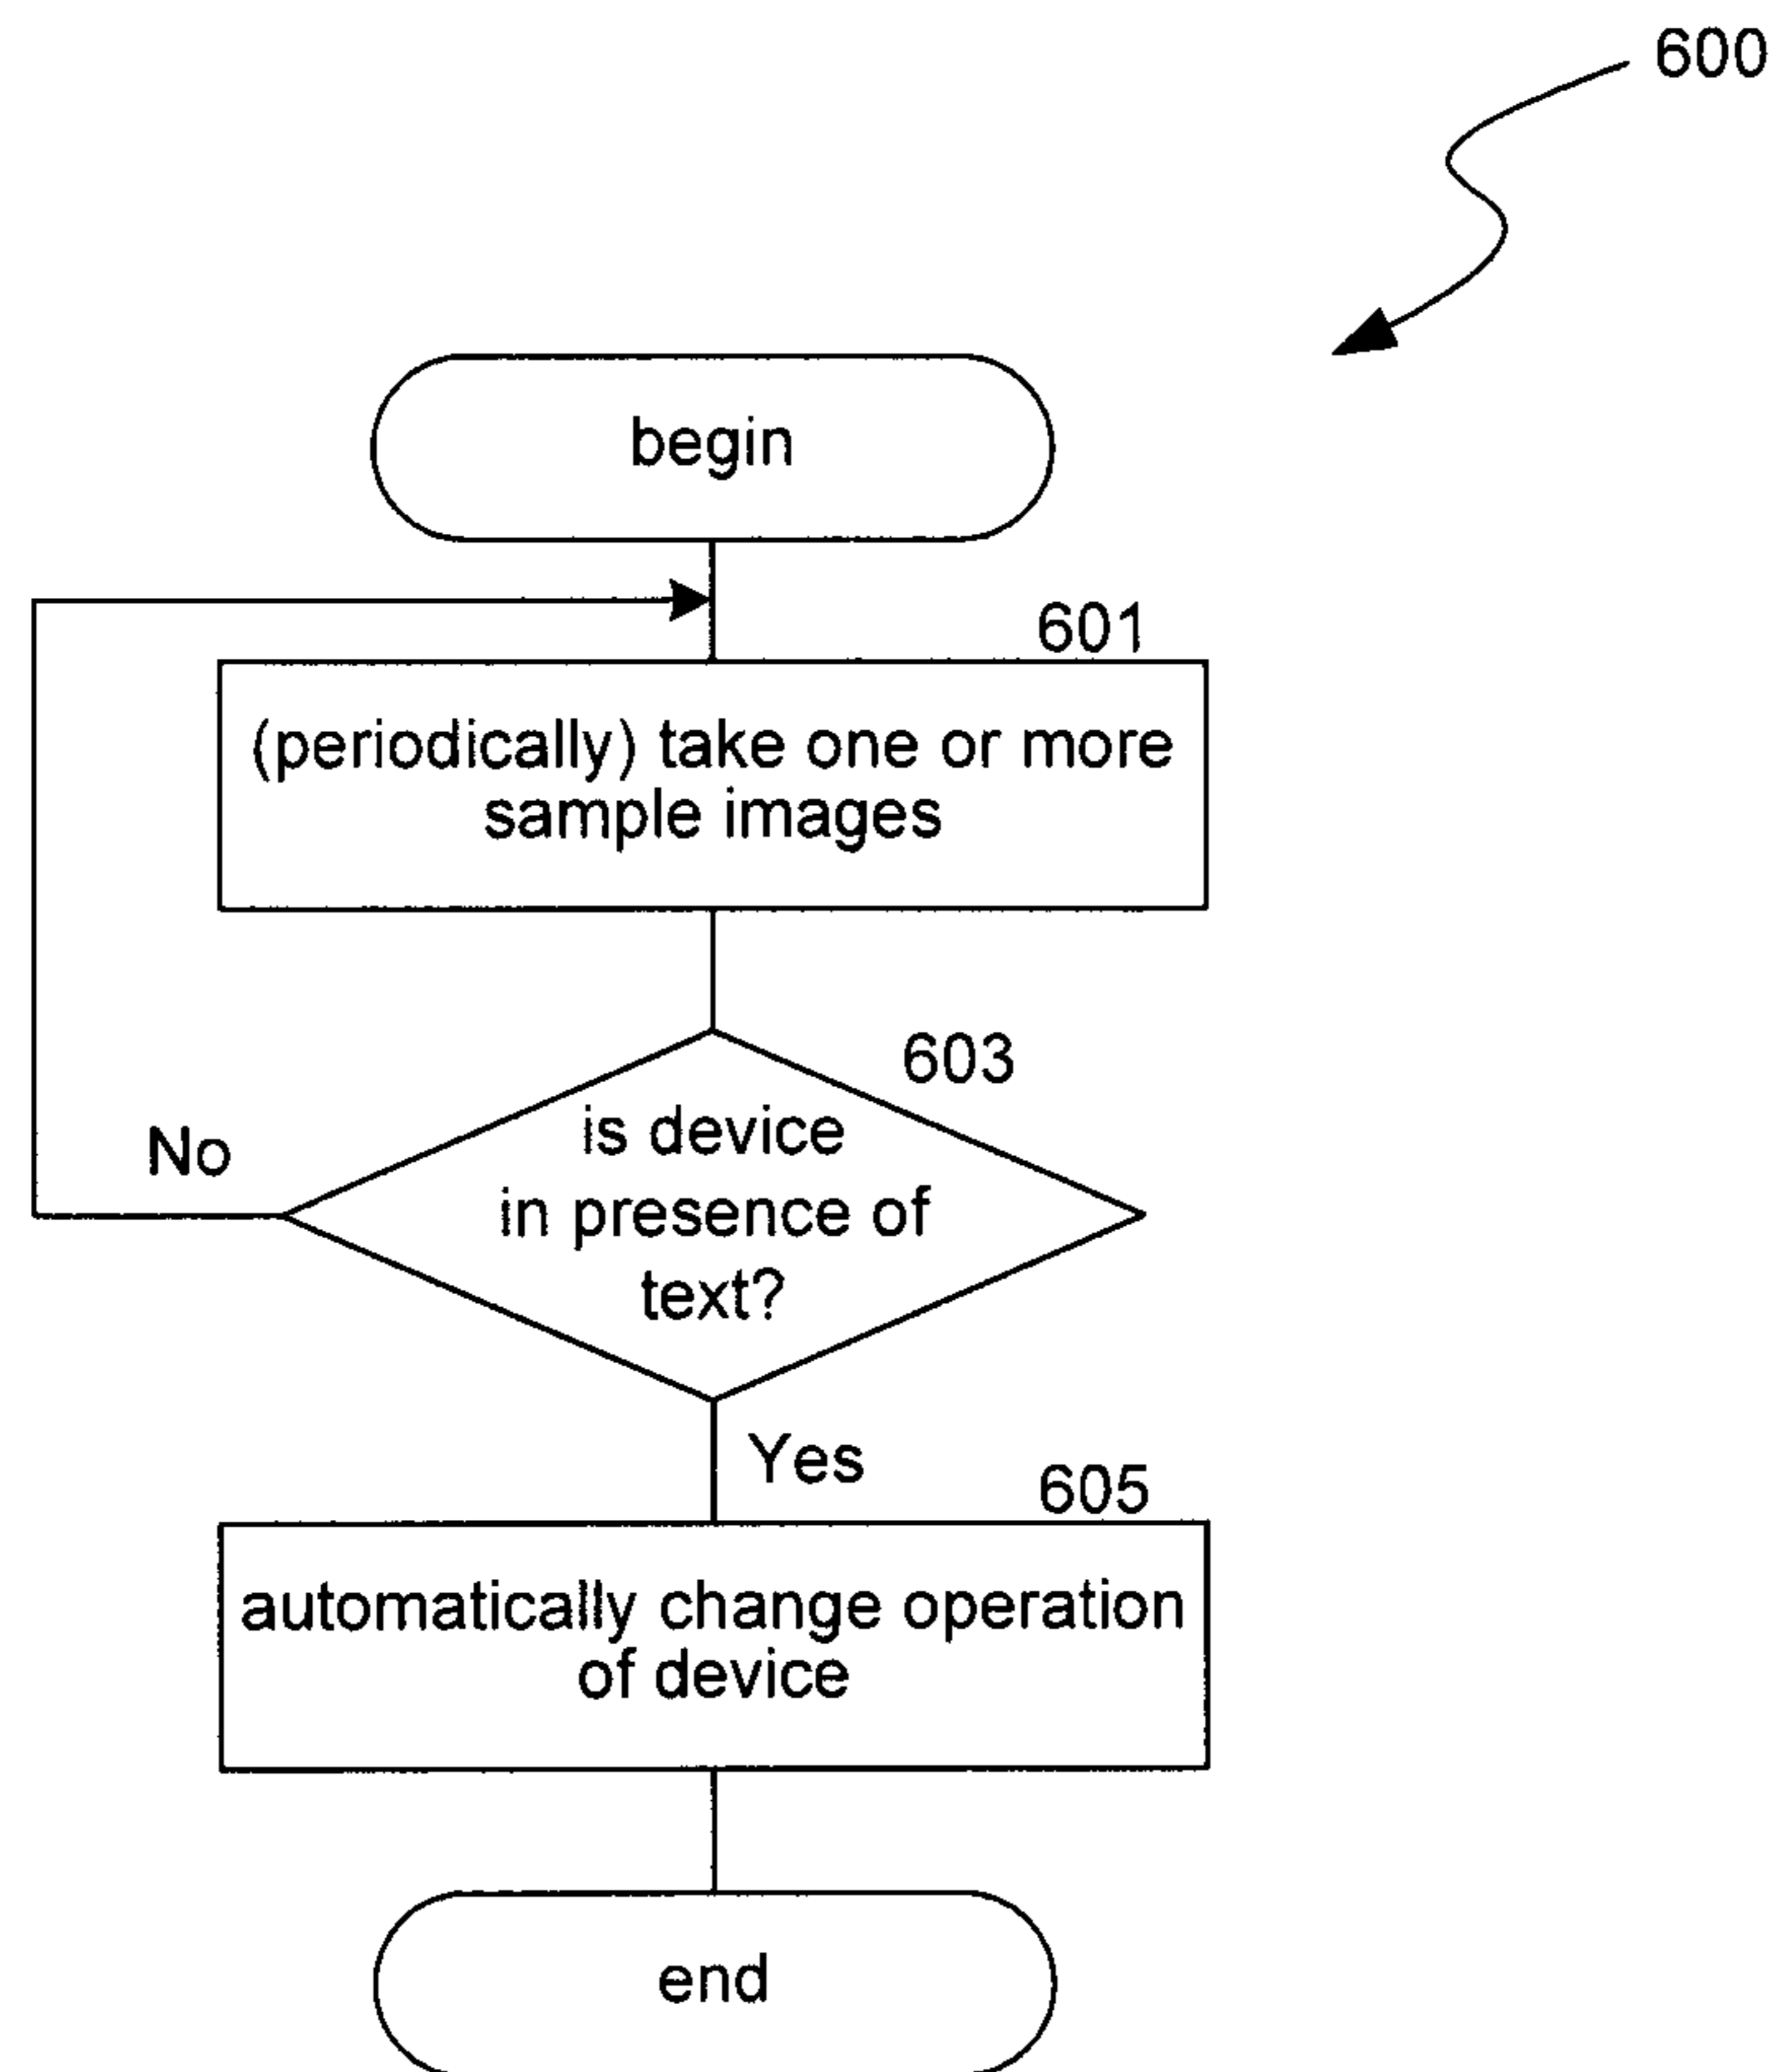 600
begin
601
(periodically) take one or more
sample images
603
is device
in presence of
text?
No
Yes
605
automatically change operation
of device
end